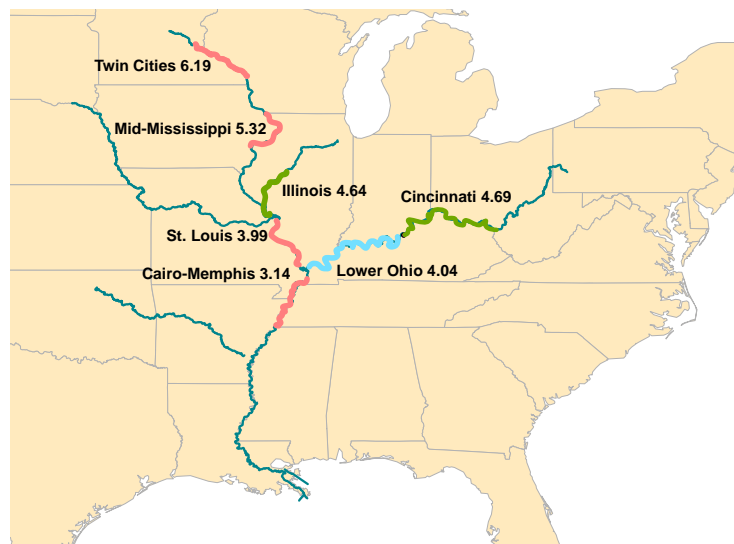 Twin Cities 6.19
Mid-Mississippi 5.32
Illinois 4.64
Cincinnati 4.69
St. Louis 3.99
Cairo-Memphis 3.14
Lower Ohio 4.04